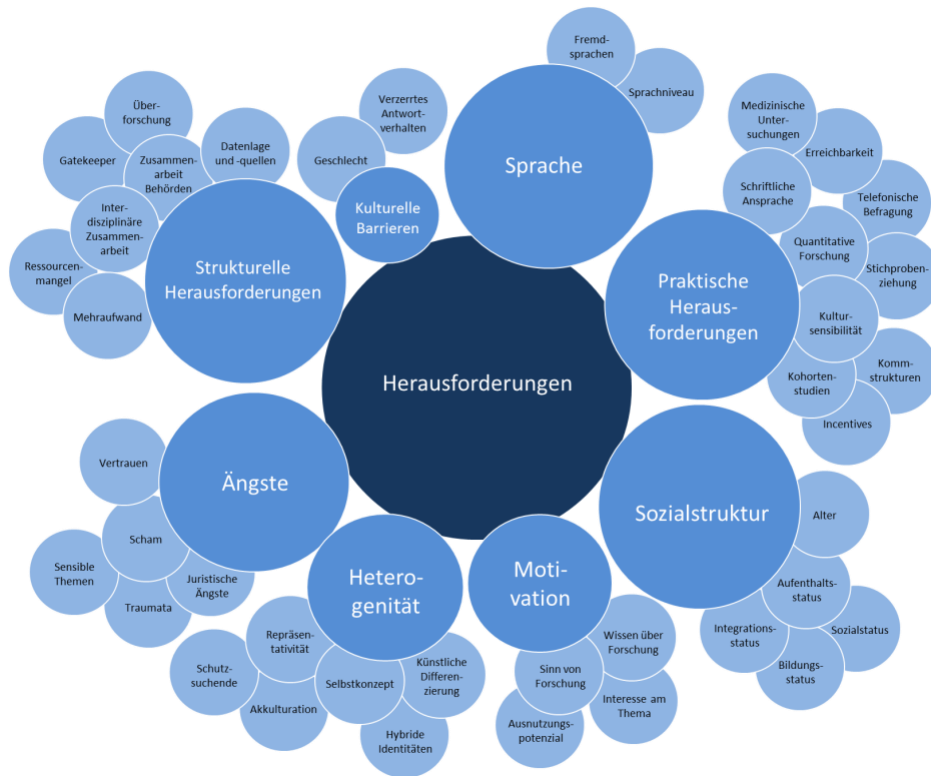 Herausforderungen
Sprache
Fremd-
sprachen
Sprachniveau
Praktische
Heraus-
forderungen
Medizinische
Unter-
suchungen
Erreichbarkeit
Schriftliche
Ansprache
Telefonische
Befragung
Quantitative
Forschung
Stichproben-
ziehung
Kultur-
sensibilität
Komm-
strukturen
Kohorten-
studien
Incentives
Sozialstruktur
Alter
Aufenthalts-
status
Sozialstatus
Integrations-
status
Bildungs-
status
Moti-
vation
Wissen über
Forschung
Sinn von
Forschung
Interesse am
Thema
Ausnutzungs-
potenzial
Hetero-
genität
Künstliche
Differen-
zierung
Repräsen-
tativität
Selbstkonzept
Schutz-
suchende
Akkulturation
Hybride
Identitäten
Ängste
Vertrauen
Scham
Sensible
Themen
Juristische
Ängste
Traumata
Strukturelle
Herausforderungen
Über-
forschung
Gatekeeper
Zusammen-
arbeit
Behörden
Datenlage
und -quellen
Inter-
disziplinäre
Zusammen-
arbeit
Ressourcen-
mangel
Mehraufwand
Kulturelle
Barrieren
Verzerrtes
Antwort-
verhalten
Geschlecht